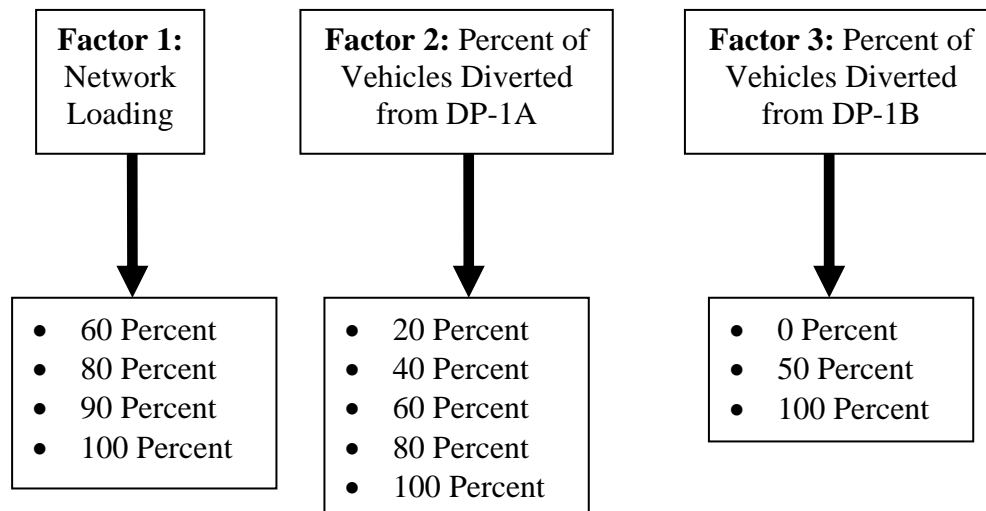 Factor 1:
Network
Loading
Factor 2: Percent of
Vehicles Diverted
from DP-1A
Factor 3: Percent of
Vehicles Diverted
from DP-1B
• 60 Percent
• 80 Percent
• 90 Percent
• 100 Percent
• 20 Percent
• 40 Percent
• 60 Percent
• 80 Percent
• 100 Percent
• 0 Percent
• 50 Percent
• 100 Percent